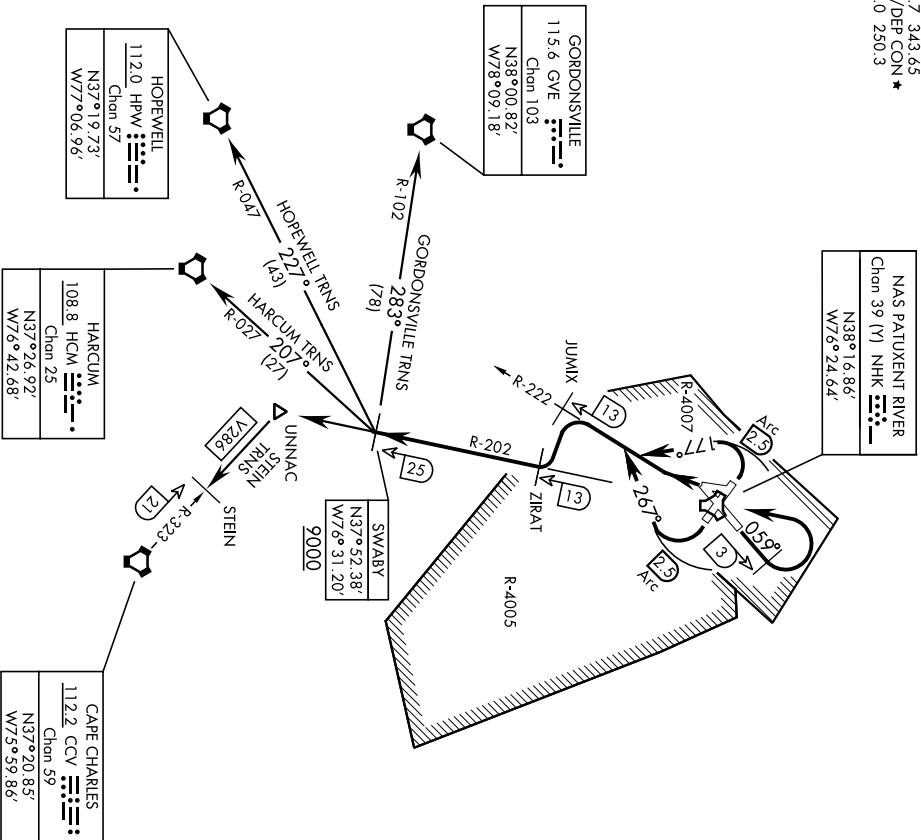 .7 343.65
/DEP CON ★
.0 250.3
GORDONSVILLE
115.6 GVE
Chan 103
N38°00.82′
W78°09.18′
NAS PATUXENT RIVER
Chan 39 (Y) NHK
N38°16.86′
W76°24.64′
HOPEWELL
112.0 HPW
Chan 57
N37°19.73′
W77°06.96′
HARCUM
108.8 HCM
Chan 25
N37°26.92′
W76°42.68′
CAPE CHARLES
112.2 CCV
Chan 59
N37°20.85′
W75°59.86′
SWABY
N37°52.38′
W76°31.20′
9000
R-102
GORDONSVILLE TRNS
283°
(78)
R-047
HOPEWELL TRNS
227°
(43)
R-027
HARCUM TRNS
207°
(27)
JUMIX
R-222
13
R-4007
177°
Arc
2.5
059°
3
267°
2.5
Arc
13
ZIRAT
R-202
25
R-4005
UNNAC
STEIN
TRNS
V286
STEIN
21
R-323